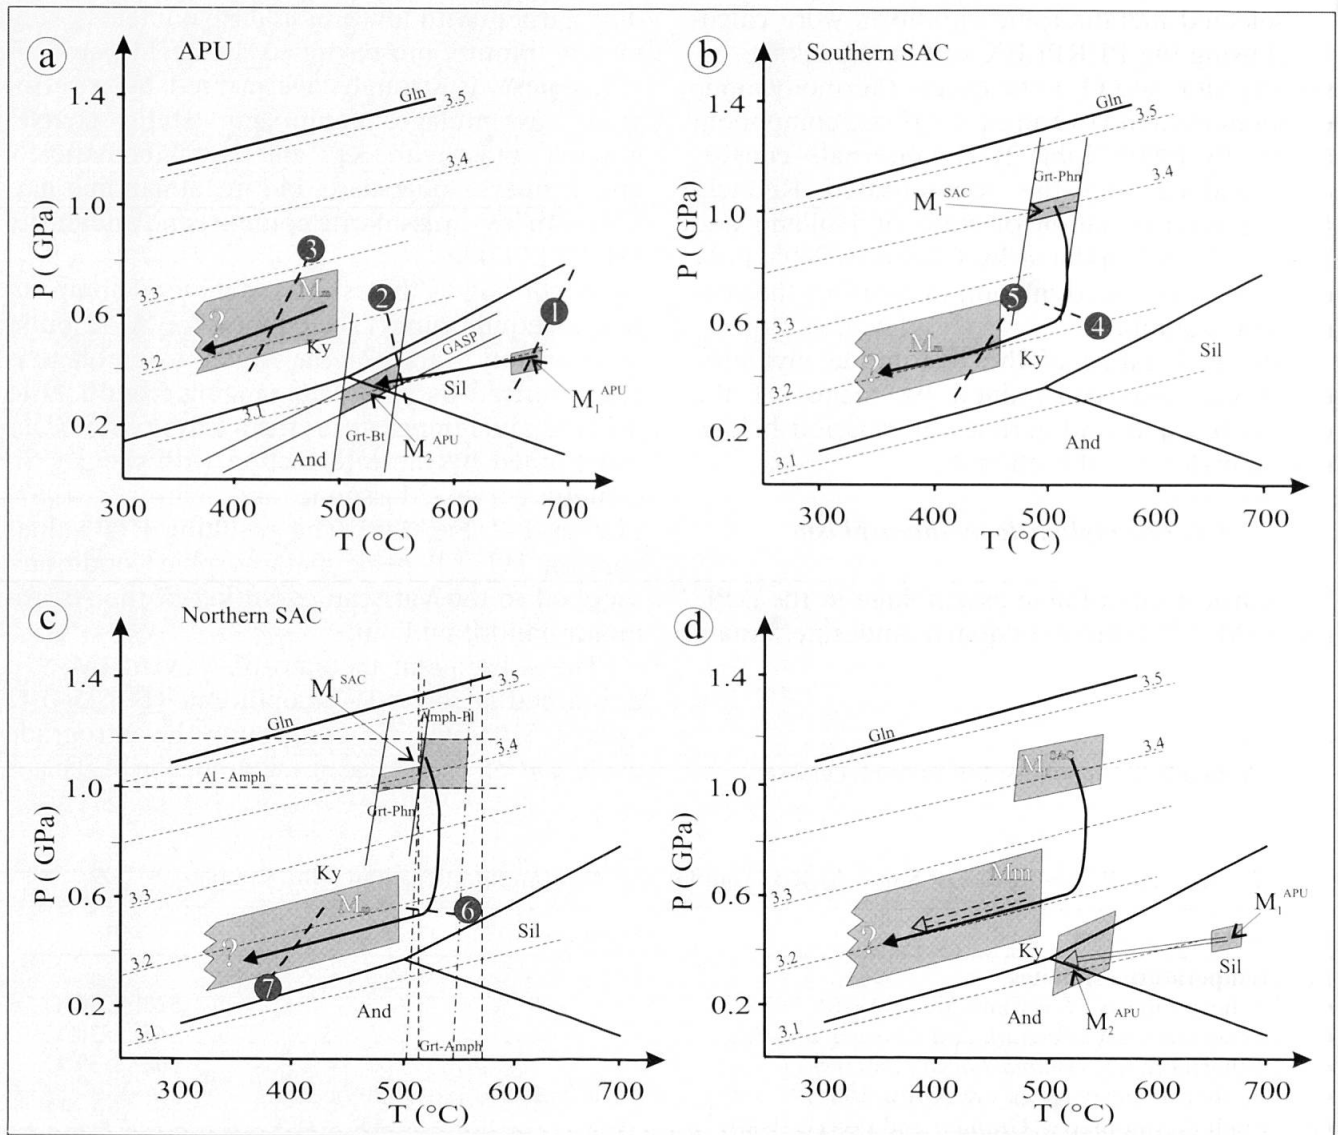 a APU
P ( GPa)
1.4
1.0
0.6
0.2
Gln 3.5
3.4
3.3
3.2
3.1
3
2
1
?
Ky
GASP
Sil
M₁ᴬᴾᵁ
Grt-Bt
M₂ᴬᴾᵁ
And
300 400 500 600 700
T (°C)
b Southern SAC
P ( GPa)
1.4
1.0
0.6
0.2
Gln 3.5
3.4
3.3
3.2
3.1
Grt-Phn
M₁ˢᴬᶜ
5
4
?
Ky
Sil
And
300 400 500 600 700
T (°C)
c Northern SAC
P (GPa)
1.4
1.0
0.6
0.2
M₁ˢᴬᶜ
Gln 3.5
Amph-Pl
3.4
Al - Amph
Grt-Phn
Ky
3.3
3.2
3.1
6
?
Sil
7
And
Grt-Amph
300 400 500 600 700
T (°C)
d
P ( GPa)
1.4
1.0
0.6
0.2
Gln 3.5
3.4
SAC
3.3
3.2
3.1
Mm
?
Ky
M₁ᴬᴾᵁ
Sil
And
M₂ᴬᴾᵁ
300 400 500 600 700
T (°C)